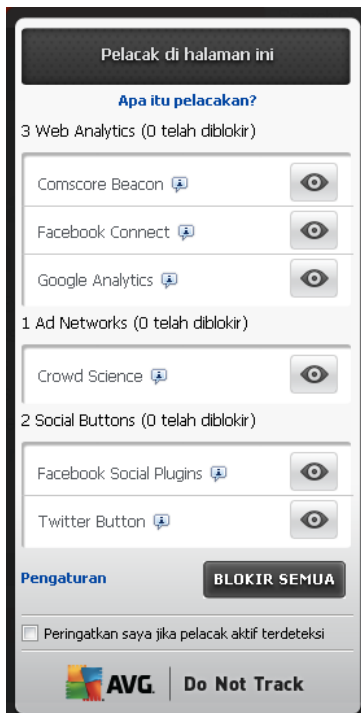 Pelacak di halaman ini
Apa itu pelacakan?
3 Web Analytics (0 telah diblokir)
Comscore Beacon
Facebook Connect
Google Analytics
1 Ad Networks (0 telah diblokir)
Crowd Science
2 Social Buttons (0 telah diblokir)
Facebook Social Plugins
Twitter Button
Pengaturan BLOKIR SEMUA
Peringatkan saya jika pelacak aktif terdeteksi
AVG. Do Not Track